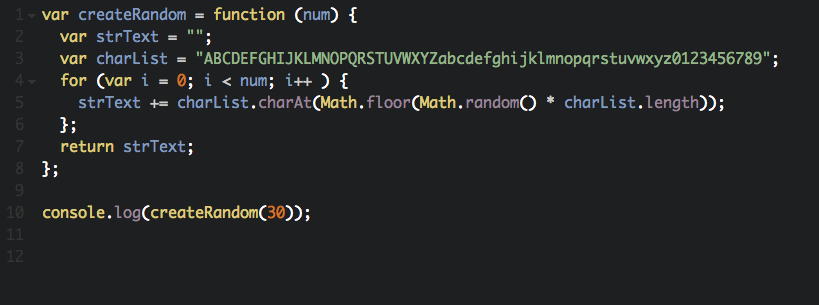 1 var createRandom = function (num) {
2   var strText = "";
3   var charList = "ABCDEFGHIJKLMNOPQRSTUVWXYZabcdefghijklmnopqrstuvwxyz0123456789";
4   for (var i = 0; i < num; i++ ) {
5     strText += charList.charAt(Math.floor(Math.random() * charList.length));
6   };
7   return strText;
8 };
9
10 console.log(createRandom(30));
11
12